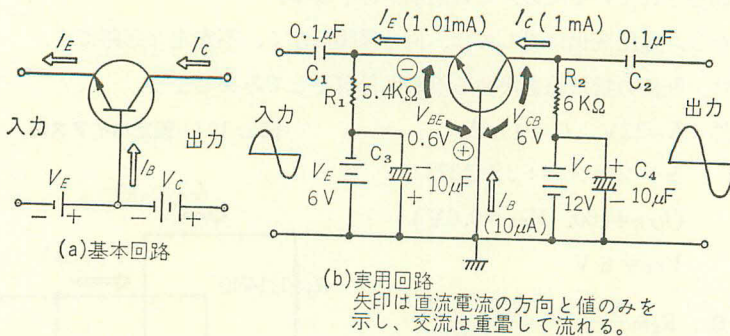 I_E
I_C
入力
出力
I_B
V_E
V_C
− +
− +
(a)基本回路
I_E (1.01mA)
I_C (1mA)
0.1μF
C₁
0.1μF
C₂
R₁
5.4KΩ
−
V_BE
0.6V
+
V_CB
6V
R₂
6KΩ
入力
出力
V_E
6V
C₃
−
10μF
+
I_B
(10μA)
V_C
12V
+
C₄
− 10μF
(b)実用回路
矢印は直流電流の方向と値のみを
示し、交流は重畳して流れる。